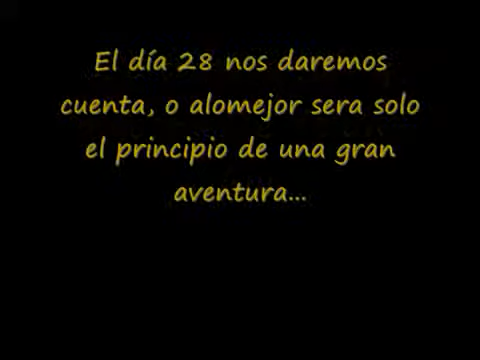 El día 28 nos daremos
cuenta, o alomejor sera solo
el principio de una gran
aventura...